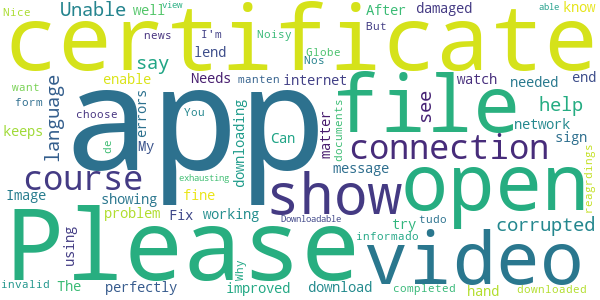 Nice Unable well After damaged able know
certificate
news I'm Noisy But view
say lend Globe Nos
enable Needs internet manten watch needed end
want form language app file see help
keeps choose errors downloading You Can matter documents network
My de connection sign
course message
Image showing exhausting fine show open reagrdings
problem Fix working Downloadable try tudo corrupted
Please using Why informado video
The perfectly improved download completed hand
invalid downloaded